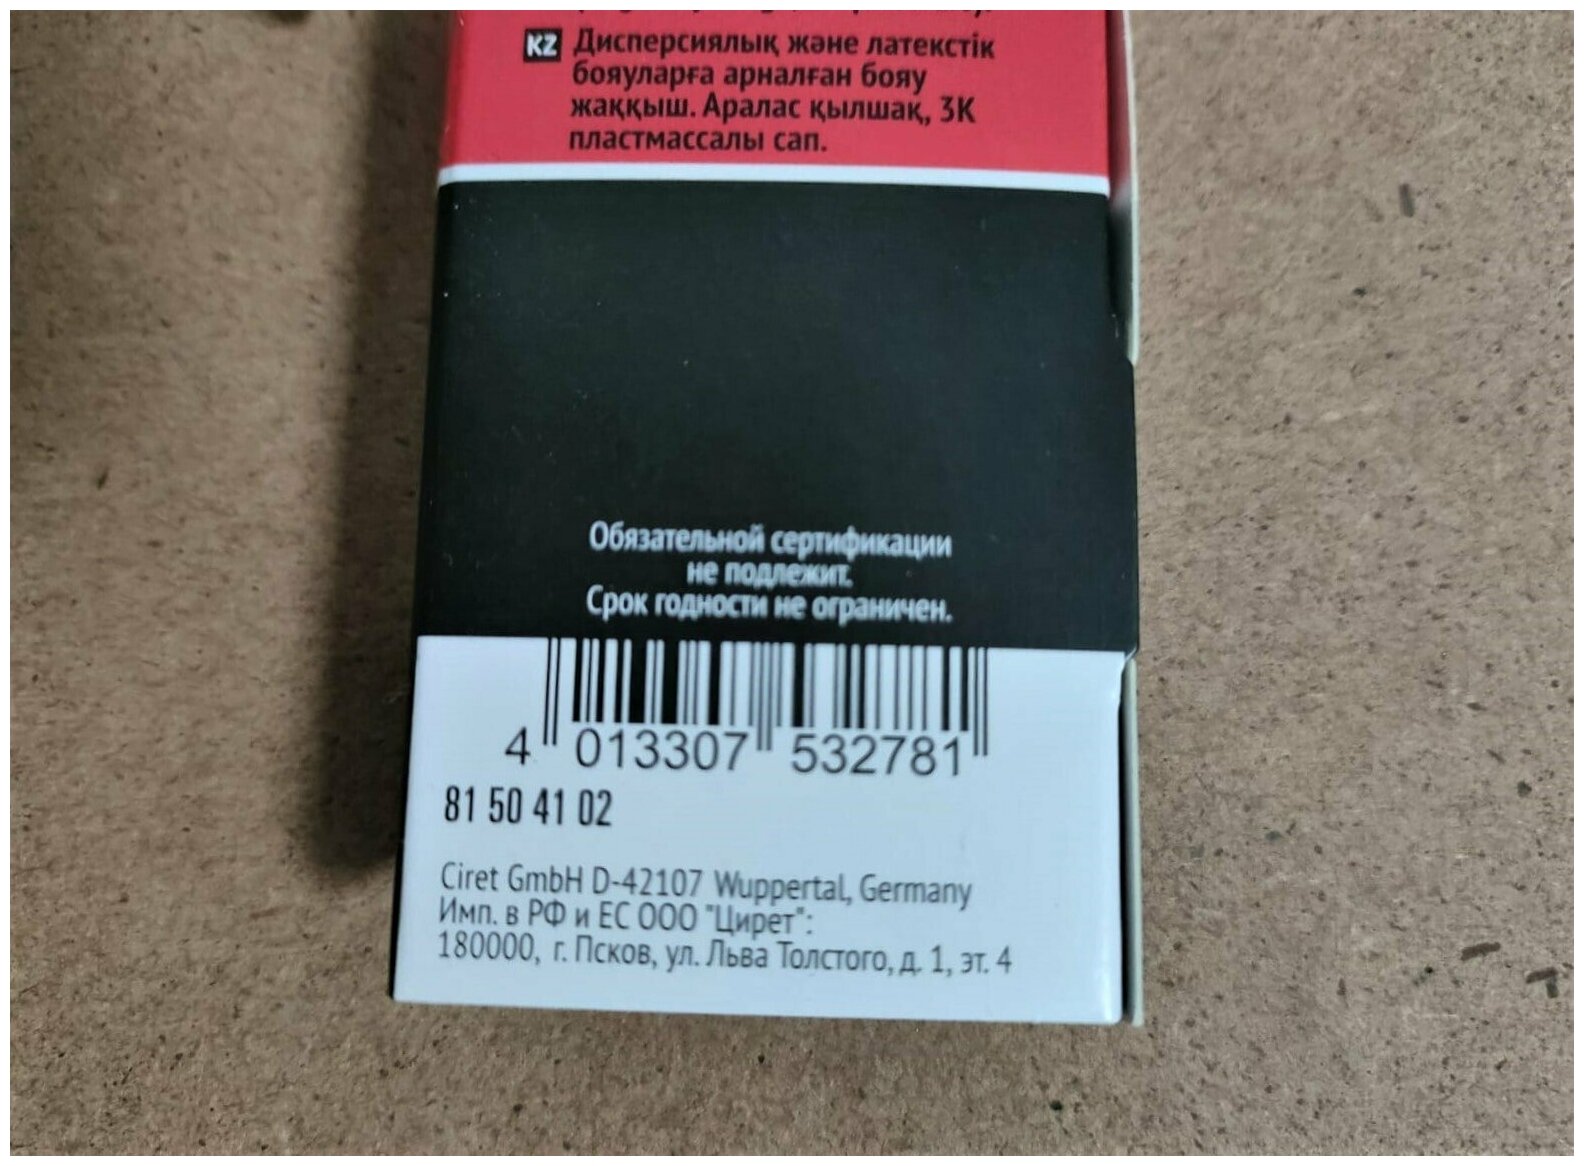 KZ Дисперсиялық және латекстік
бояуларға арналған бояу
жаққыш. Аралас қылшақ, 3К
пластмассалы сап.
Обязательной сертификации
не подлежит.
Срок годности не ограничен.
4 013307 532781
81 50 41 02
Ciret GmbH D-42107 Wuppertal, Germany
Имп. в РФ и ЕС ООО "Цирет":
180000, г. Псков, ул. Льва Толстого, д. 1, эт. 4